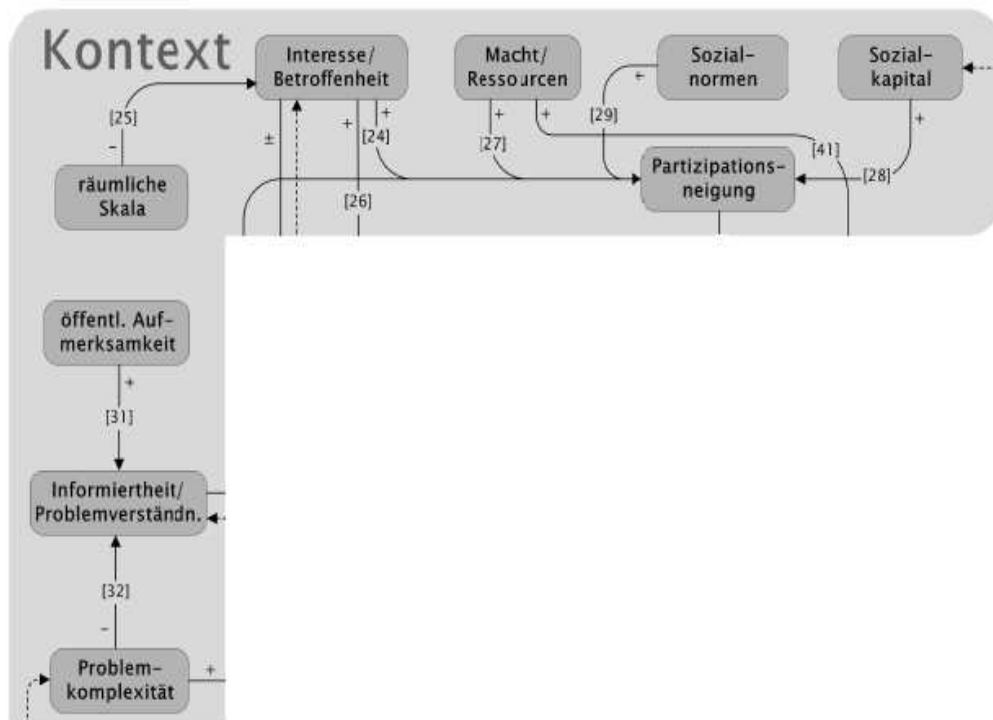 Kontext
Interesse/
Betroffenheit
Macht/
Ressourcen
Sozial-
normen
Sozial-
kapital
[25]
-
±
+
+
[24]
+
[27]
+
+
[29]
+
[41]
[28]
räumliche
Skala
[26]
Partizipations-
neigung
öffentl. Auf-
merksamkeit
+
[31]
Informiertheit/
Problemverständn.
[32]
-
Problem-
komplexität
+